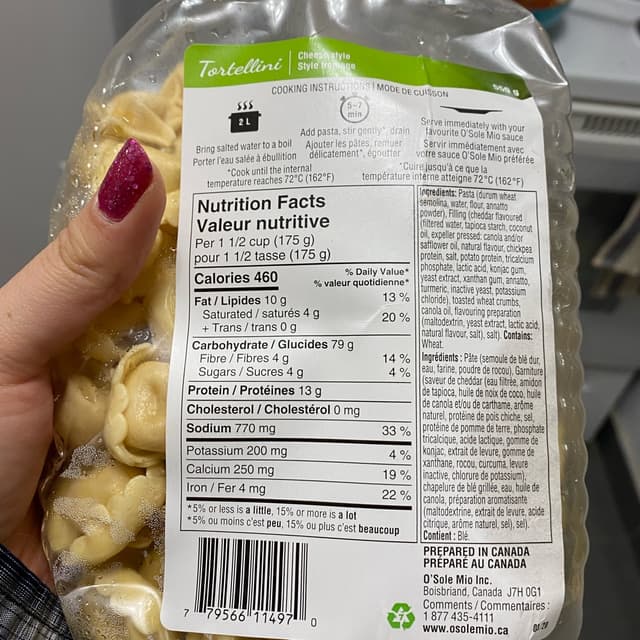 Tortellini
Cheese style
Style fromage
COOKING INSTRUCTIONS | MODE DE CUISSON
2 L
Bring salted water to a boil
Porter l'eau salée à ébullition
5-7
min
Add pasta, stir gently*, drain
Ajouter les pâtes, remuer
délicatement*, égoutter
Serve immediately with your
favourite O'Sole Mio sauce
Servir immédiatement avec
votre sauce O'Sole Mio préférée
*Cook until the internal
temperature reaches 72°C (162°F)
*Cuire jusqu'à ce que la
température interne atteigne 72°C (162°F)
Nutrition Facts
Valeur nutritive
Per 1 1/2 cup (175 g)
pour 1 1/2 tasse (175 g)
Calories 460
% Daily Value*
% valeur quotidienne*
Fat / Lipides 10 g 13 %
Saturated / saturés 4 g
+ Trans / trans 0 g 20 %
Carbohydrate / Glucides 79 g
Fibre / Fibres 4 g 14 %
Sugars / Sucres 4 g 4 %
Protein / Protéines 13 g
Cholesterol / Cholestérol 0 mg
Sodium 770 mg 33 %
Potassium 200 mg 4 %
Calcium 250 mg 19 %
Iron / Fer 4 mg 22 %
*5% or less is a little, 15% or more is a lot
*5% ou moins c'est peu, 15% ou plus c'est beaucoup
Ingredients: Pasta (durum wheat
semolina, water, flour, annatto
powder), Filling (cheddar flavoured
(filtered water, tapioca starch, coconut
oil, expeller pressed: canola and/or
safflower oil, natural flavour, chickpea
protein, salt, potato protein, tricalcium
phosphate, lactic acid, konjac gum,
yeast extract, xanthan gum, annatto,
turmeric, inactive yeast, potassium
chloride), toasted wheat crumbs,
canola oil, flavouring preparation
(maltodextrin, yeast extract, lactic acid,
natural flavour, salt), salt). Contains:
Wheat.
Ingrédients : Pâte (semoule de blé dur,
eau, farine, poudre de rocou), Garniture
(saveur de cheddar (eau filtrée, amidon
de tapioca, huile de noix de coco, huile
de canola et/ou de carthame, arôme
naturel, protéine de pois chiche, sel,
protéine de pomme de terre, phosphate
tricalcique, acide lactique, gomme de
konjac, extrait de levure, gomme de
xanthane, rocou, curcuma, levure
inactive, chlorure de potassium),
chapelure de blé grillée, eau, huile de
canola, préparation aromatisante
(maltodextrine, extrait de levure, acide
citrique, arôme naturel, sel), sel).
Contient : Blé.
PREPARED IN CANADA
PRÉPARÉ AU CANADA
O'Sole Mio Inc.
Boisbriand, Canada J7H 0G1
Comments / Commentaires :
1 877 435-4111
www.osolemio.ca
7 79566 11497 0
7